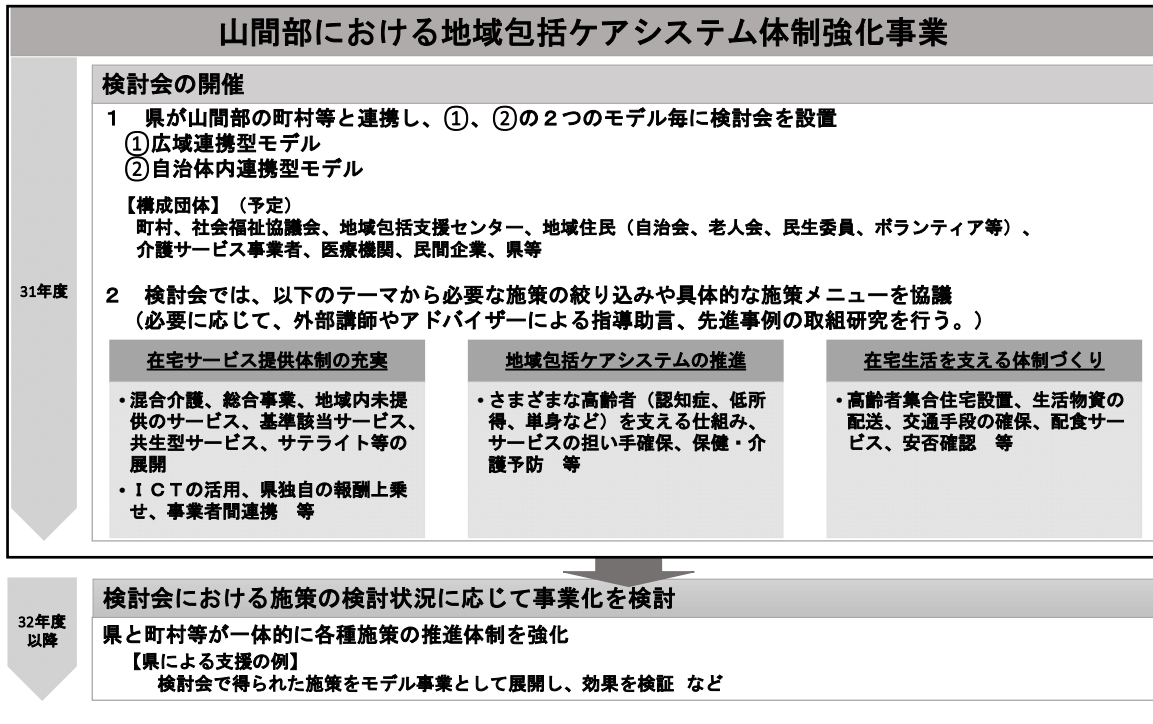 山間部における地域包括ケアシステム体制強化事業
31年度
検討会の開催
1 県が山間部の町村等と連携し、①、②の2つのモデル毎に検討会を設置
①広域連携型モデル
②自治体内連携型モデル
【構成団体】(予定)
町村、社会福祉協議会、地域包括支援センター、地域住民(自治会、老人会、民生委員、ボランティア等)、
介護サービス事業者、医療機関、民間企業、県等
2 検討会では、以下のテーマから必要な施策の絞り込みや具体的な施策メニューを協議
(必要に応じて、外部講師やアドバイザーによる指導助言、先進事例の取組研究を行う。)
在宅サービス提供体制の充実
・混合介護、総合事業、地域内未提
供のサービス、基準該当サービス、
共生型サービス、サテライト等の
展開
・ICTの活用、県独自の報酬上乗
せ、事業者間連携 等
地域包括ケアシステムの推進
・さまざまな高齢者(認知症、低所
得、単身など)を支える仕組み、
サービスの担い手確保、保健・介
護予防 等
在宅生活を支える体制づくり
・高齢者集合住宅設置、生活物資の
配送、交通手段の確保、配食サー
ビス、安否確認 等
32年度
以降
検討会における施策の検討状況に応じて事業化を検討
県と町村等が一体的に各種施策の推進体制を強化
【県による支援の例】
検討会で得られた施策をモデル事業として展開し、効果を検証 など